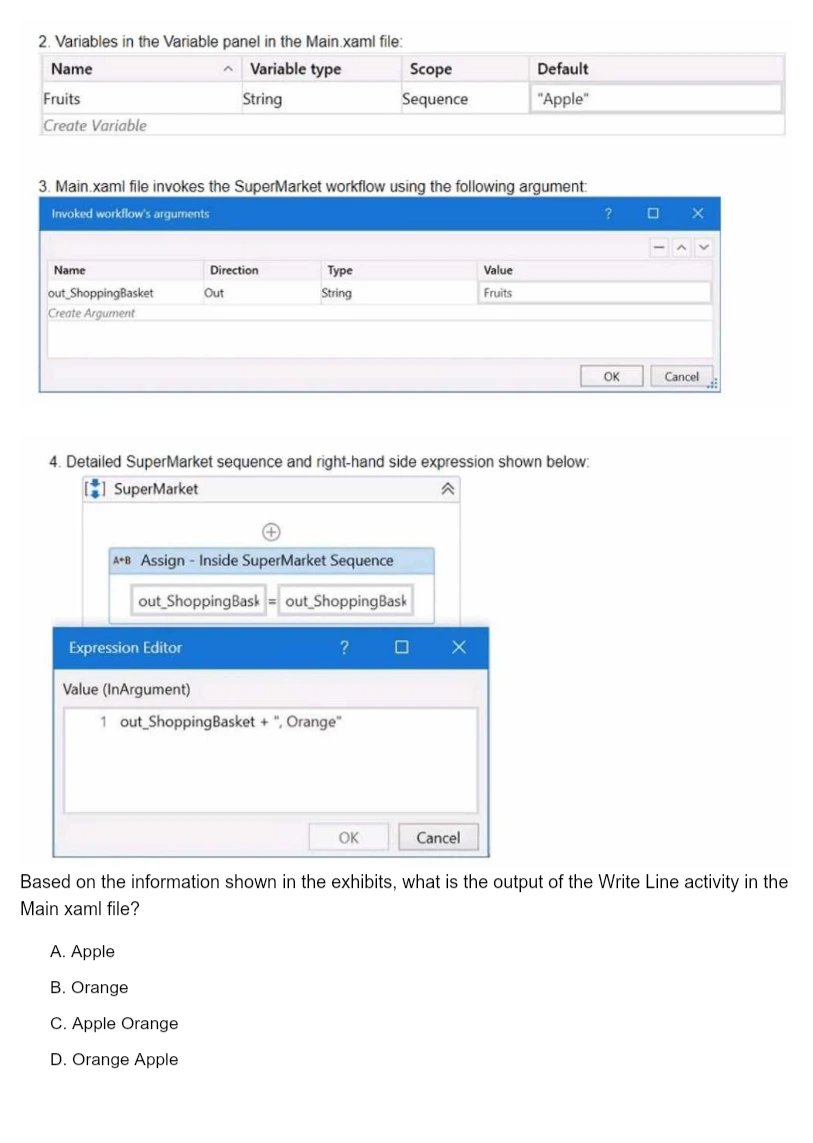 2. Variables in the Variable panel in the Main.xaml file:
Name Variable type Scope Default
Fruits String Sequence "Apple"
Create Variable
3. Main.xaml file invokes the SuperMarket workflow using the following argument:
Invoked workflow's arguments ?
Name Direction Type Value
out_ShoppingBasket Out String Fruits
Create Argument
OK Cancel
4. Detailed SuperMarket sequence and right-hand side expression shown below:
SuperMarket
A*B Assign - Inside SuperMarket Sequence
out_ShoppingBask = out_ShoppingBask
Expression Editor ?
Value (InArgument)
1 out_ShoppingBasket + ", Orange"
OK Cancel
Based on the information shown in the exhibits, what is the output of the Write Line activity in the
Main xaml file?
A. Apple
B. Orange
C. Apple Orange
D. Orange Apple